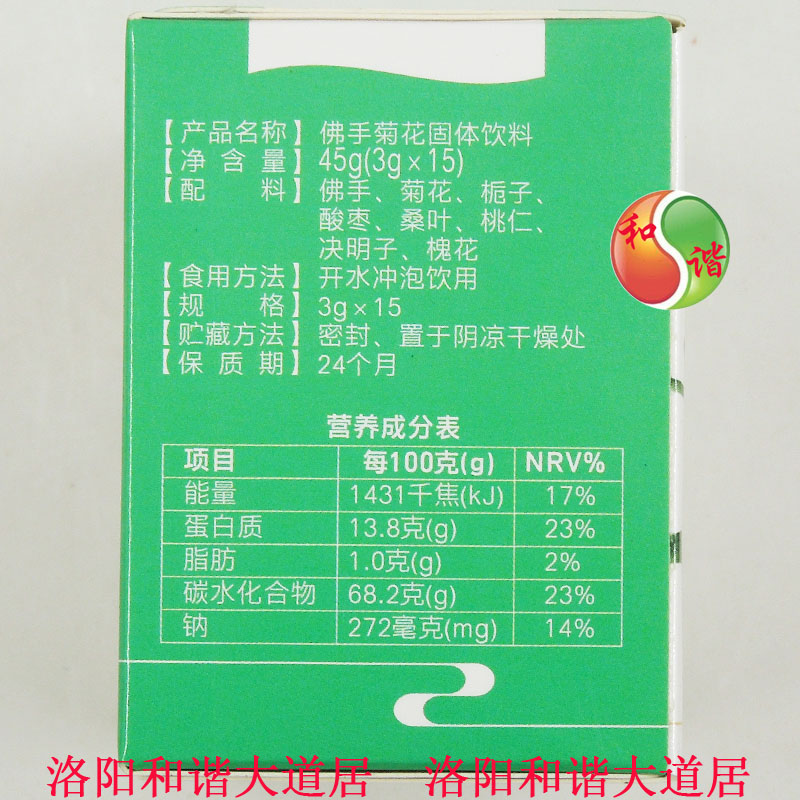 【产品名称】佛手菊花固体饮料
【净含量】45g(3g×15)
【配料】佛手、菊花、栀子、
酸枣、桑叶、桃仁、
决明子、槐花
【食用方法】开水冲泡饮用
【规格】3g×15
【贮藏方法】密封、置于阴凉干燥处
【保质期】24个月
和谐
营养成分表
项目 每100克(g) NRV%
能量 1431千焦(kJ) 17%
蛋白质 13.8克(g) 23%
脂肪 1.0克(g) 2%
碳水化合物 68.2克(g) 23%
钠 272毫克(mg) 14%
洛阳和谐大道居 洛阳和谐大道居